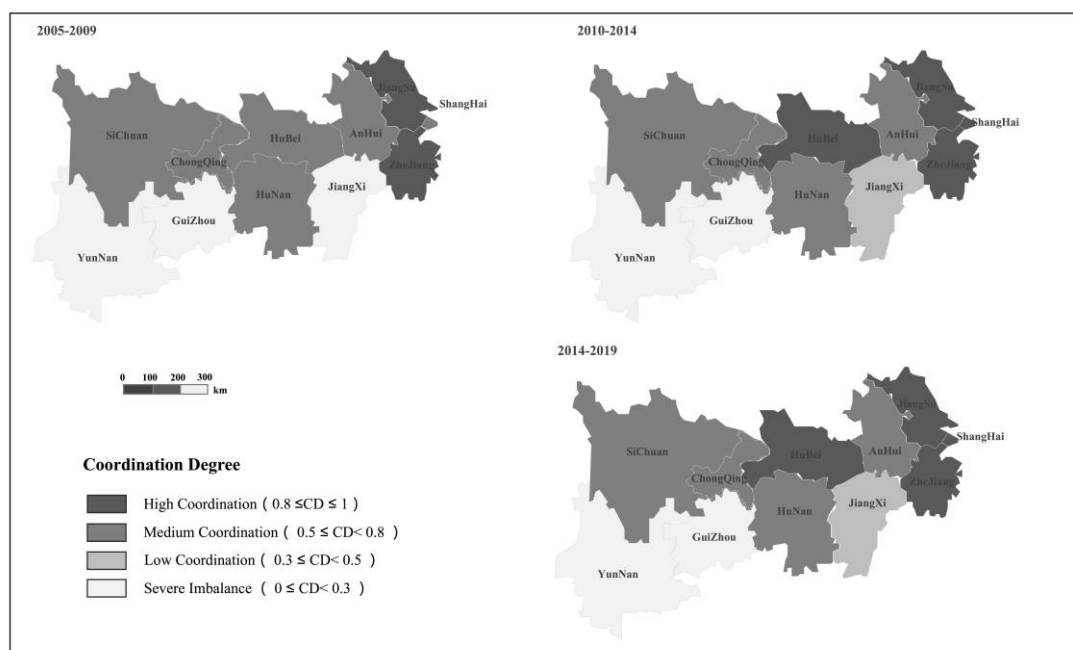 2005-2009
JiangSu
ShangHai
SiChuan
HuBei
AnHui
ChongQing
ZheJiang
JiangXi
HuNan
GuiZhou
YunNan
2010-2014
JiangSu
ShangHai
SiChuan
HuBei
AnHui
ChongQing
ZheJiang
JiangXi
HuNan
GuiZhou
YunNan
2014-2019
JiangSu
ShangHai
SiChuan
HuBei
AnHui
ChongQing
ZheJiang
JiangXi
HuNan
GuiZhou
YunNan
0 100 200 300
km
Coordination Degree
High Coordination ( 0.8 ≤CD ≤ 1 )
Medium Coordination ( 0.5 ≤ CD< 0.8 )
Low Coordination ( 0.3 ≤ CD< 0.5 )
Severe Imbalance ( 0 ≤ CD< 0.3 )